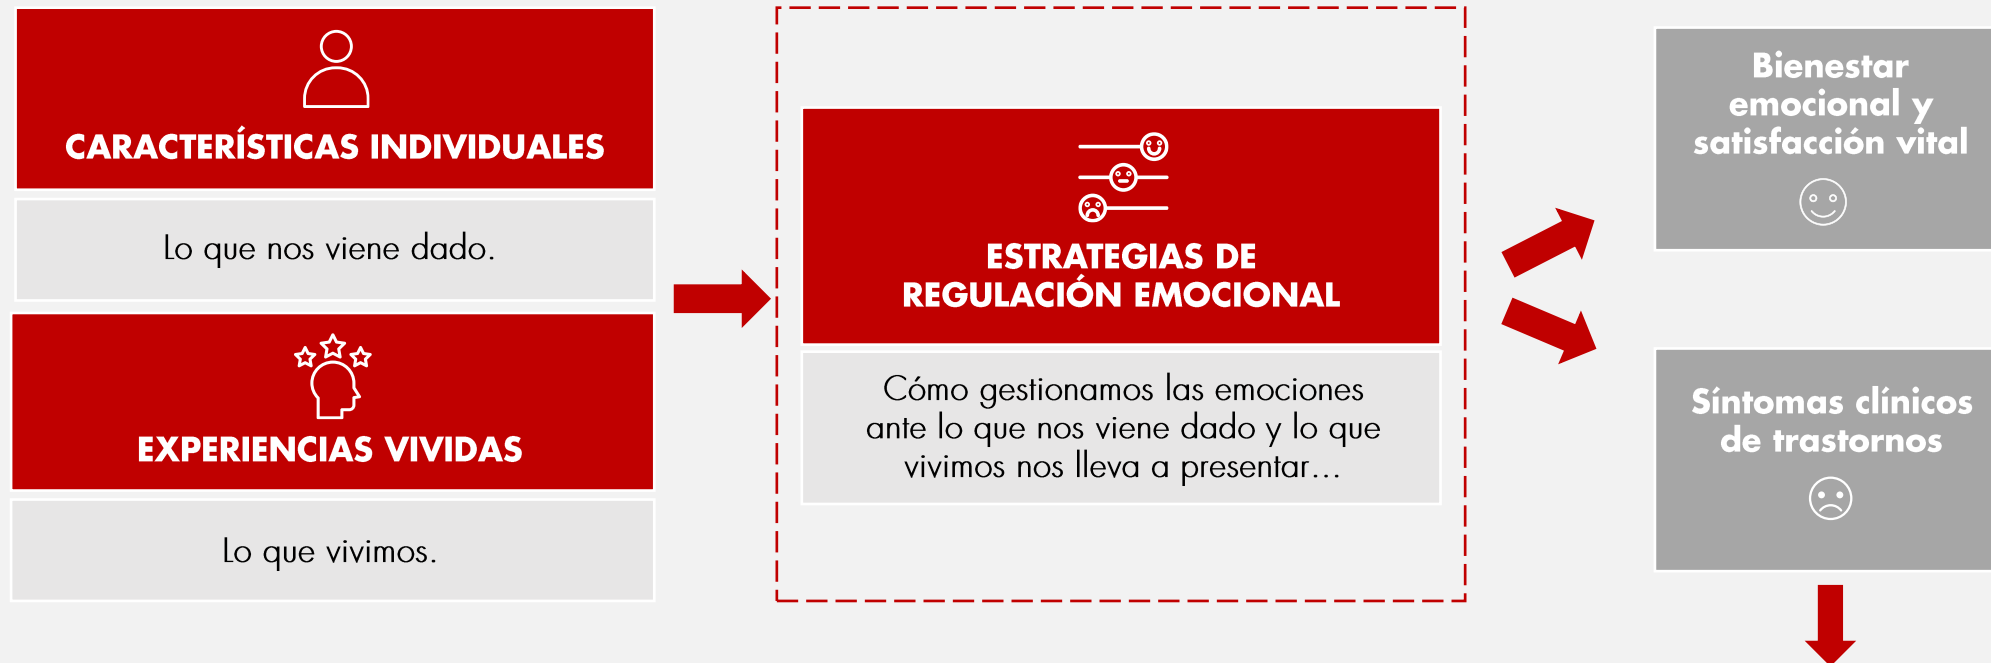 CARACTERÍSTICAS INDIVIDUALES
Lo que nos viene dado.
EXPERIENCIAS VIVIDAS
Lo que vivimos.
ESTRATEGIAS DE
REGULACIÓN EMOCIONAL
Cómo gestionamos las emociones
ante lo que nos viene dado y lo que
vivimos nos lleva a presentar...
Bienestar
emocional y
satisfacción vital
Síntomas clínicos
de trastornos